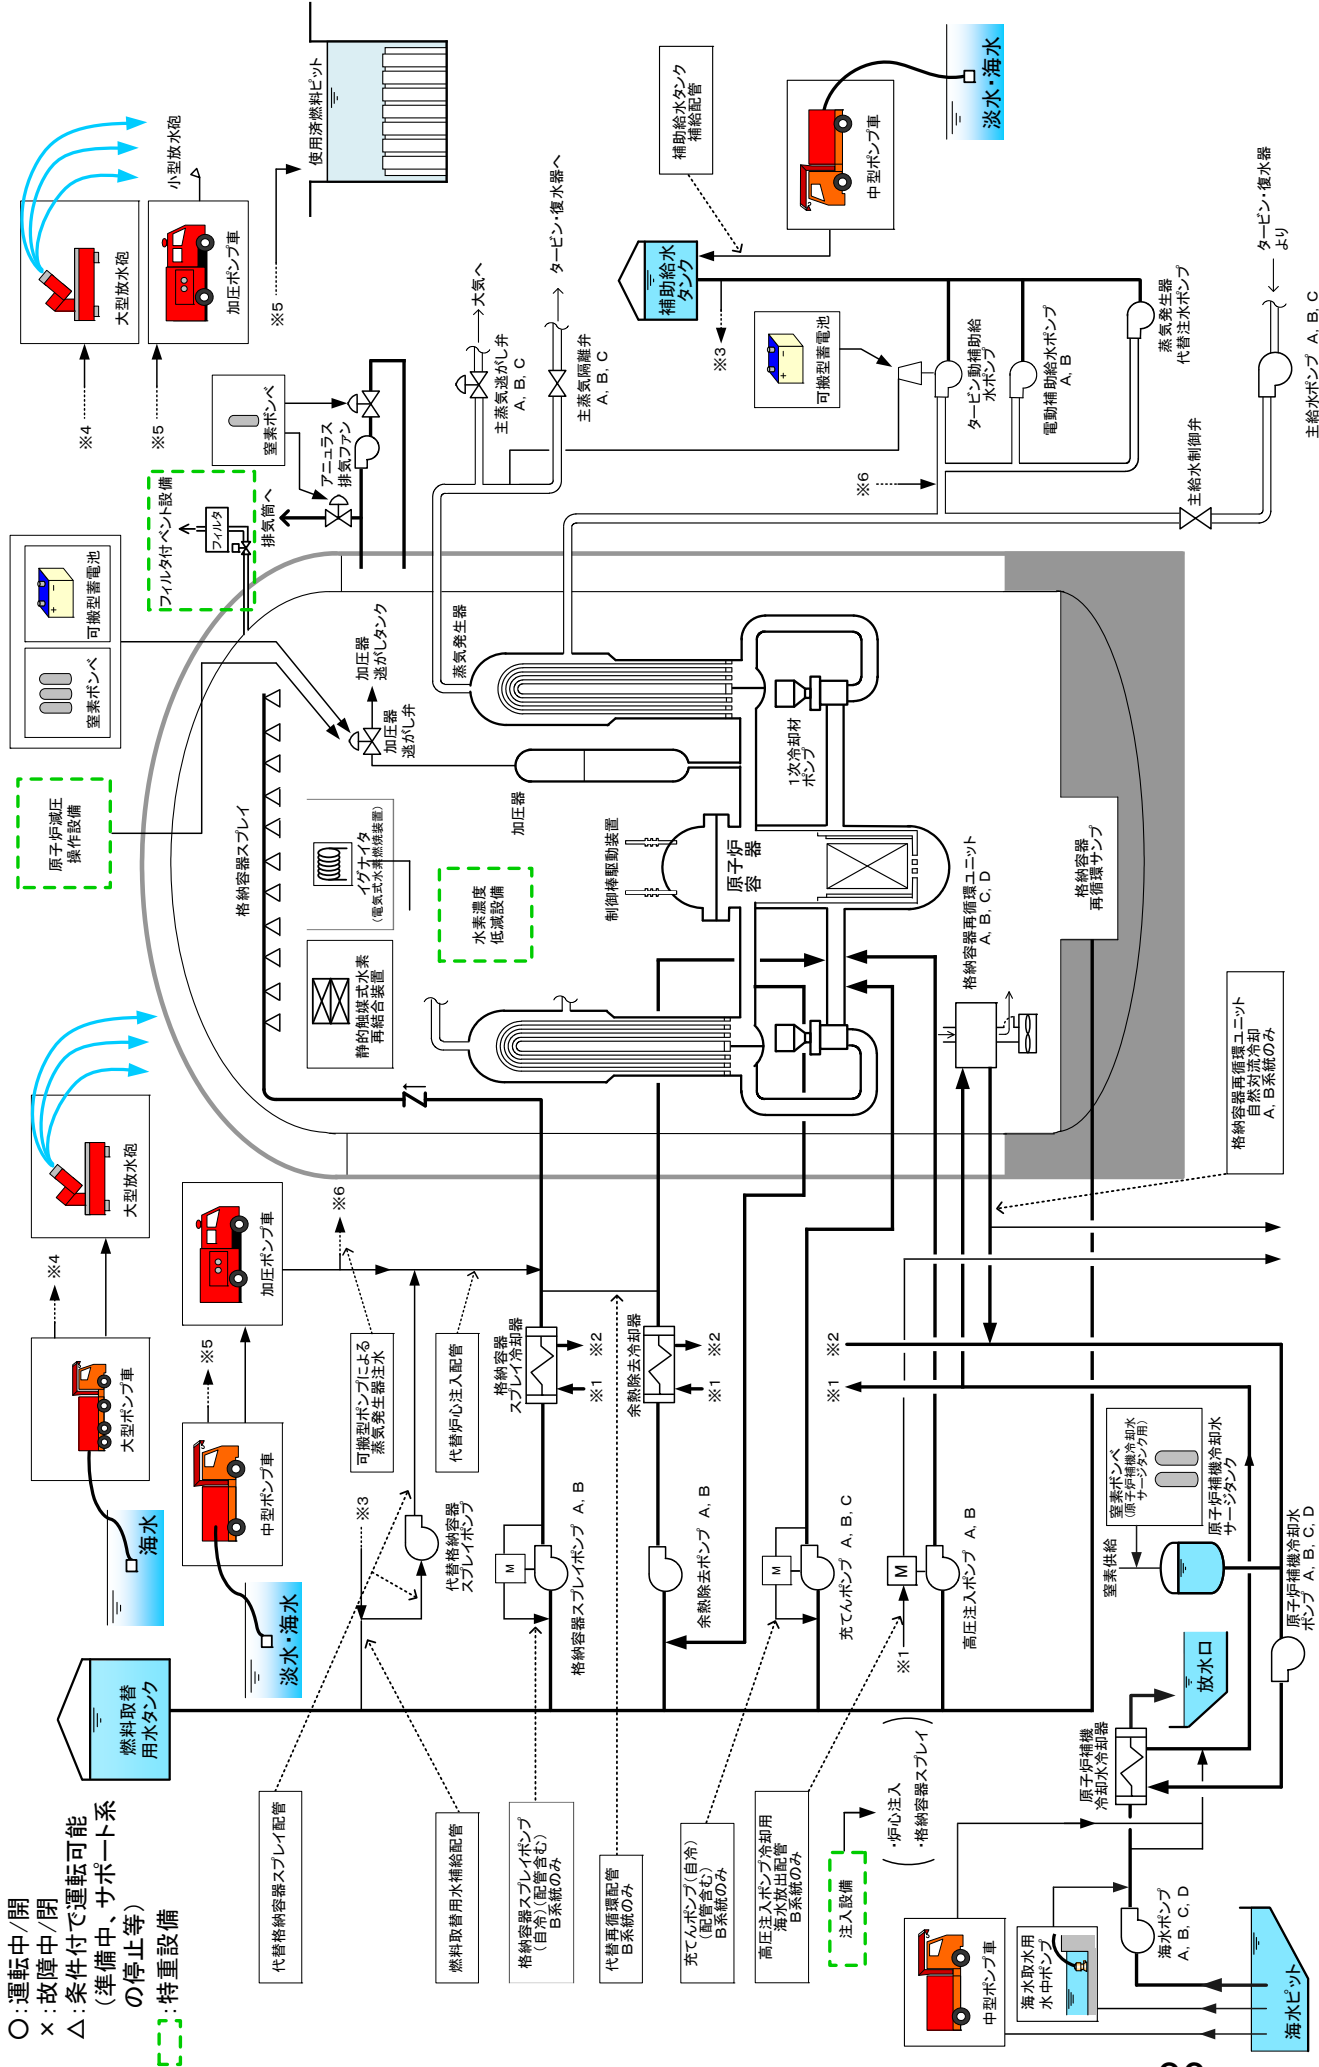 ○:運転中/開
×:故障中/閉
△:条件付で運転可能
(準備中、サポート系
の停止等)
:特重設備
燃料取替
用水タンク
海水
大型ポンプ車
※4
大型放水砲
淡水・海水
中型ポンプ車
※5
加圧ポンプ車
※6
※3
代替格納容器
スプレイポンプ
可搬型ポンプによる
蒸気発生器注水
代替炉心注入配管
代替格納容器スプレイ配管
燃料取替用水補給配管
格納容器スプレイポンプ
(自冷)(配管含む)
B系統のみ
代替再循環配管
B系統のみ
充てんポンプ(自冷)
(配管含む)
B系統のみ
高圧注入ポンプ冷却用
海水放出配管
B系統のみ
注入設備
・炉心注入
・格納容器スプレイ
M
格納容器スプレイポンプ A, B
格納容器
スプレイ冷却器
※1
※2
余熱除去ポンプ A, B
余熱除去冷却器
※1
※2
M
充てんポンプ A, B, C
※1
※2
※1
M
高圧注入ポンプ A, B
中型ポンプ車
海水取水用
水中ポンプ
海水ポンプ
A, B, C, D
海水ピット
原子炉補機
冷却水冷却器
放水口
窒素供給
窒素ボンベ
(原子炉補機冷却水
サージタンク用)
原子炉補機冷却水
サージタンク
原子炉補機冷却水
ポンプ A, B, C, D
格納容器再循環ユニット
自然対流冷却
A, B系統のみ
原子炉減圧
操作設備
窒素ボンベ
可搬型蓄電池
格納容器スプレイ
静的触媒式水素
再結合装置
イグナイタ
(電気式水素燃焼装置)
水素濃度
低減設備
加圧器
逃がし弁
加圧器
逃がしタンク
加圧器
制御棒駆動装置
原子炉
容器
蒸気発生器
1次冷却材
ポンプ
格納容器再循環ユニット
A, B, C, D
格納容器
再循環サンプ
フィルタ付ベント設備
フィルタ
排気筒へ
アニュラス
排気ファン
窒素ボンベ
※4
大型放水砲
※5
加圧ポンプ車
小型放水砲
※5
使用済燃料ピット
大気へ
主蒸気逃がし弁
A, B, C
タービン・復水器へ
主蒸気隔離弁
A, B, C
補助給水
タンク
※3
補助給水タンク
補給配管
中型ポンプ車
淡水・海水
可搬型蓄電池
タービン動補助給
水ポンプ
電動補助給水ポンプ
A, B
蒸気発生器
代替注水ポンプ
※6
主給水制御弁
タービン・復水器
より
主給水ポンプ A, B, C